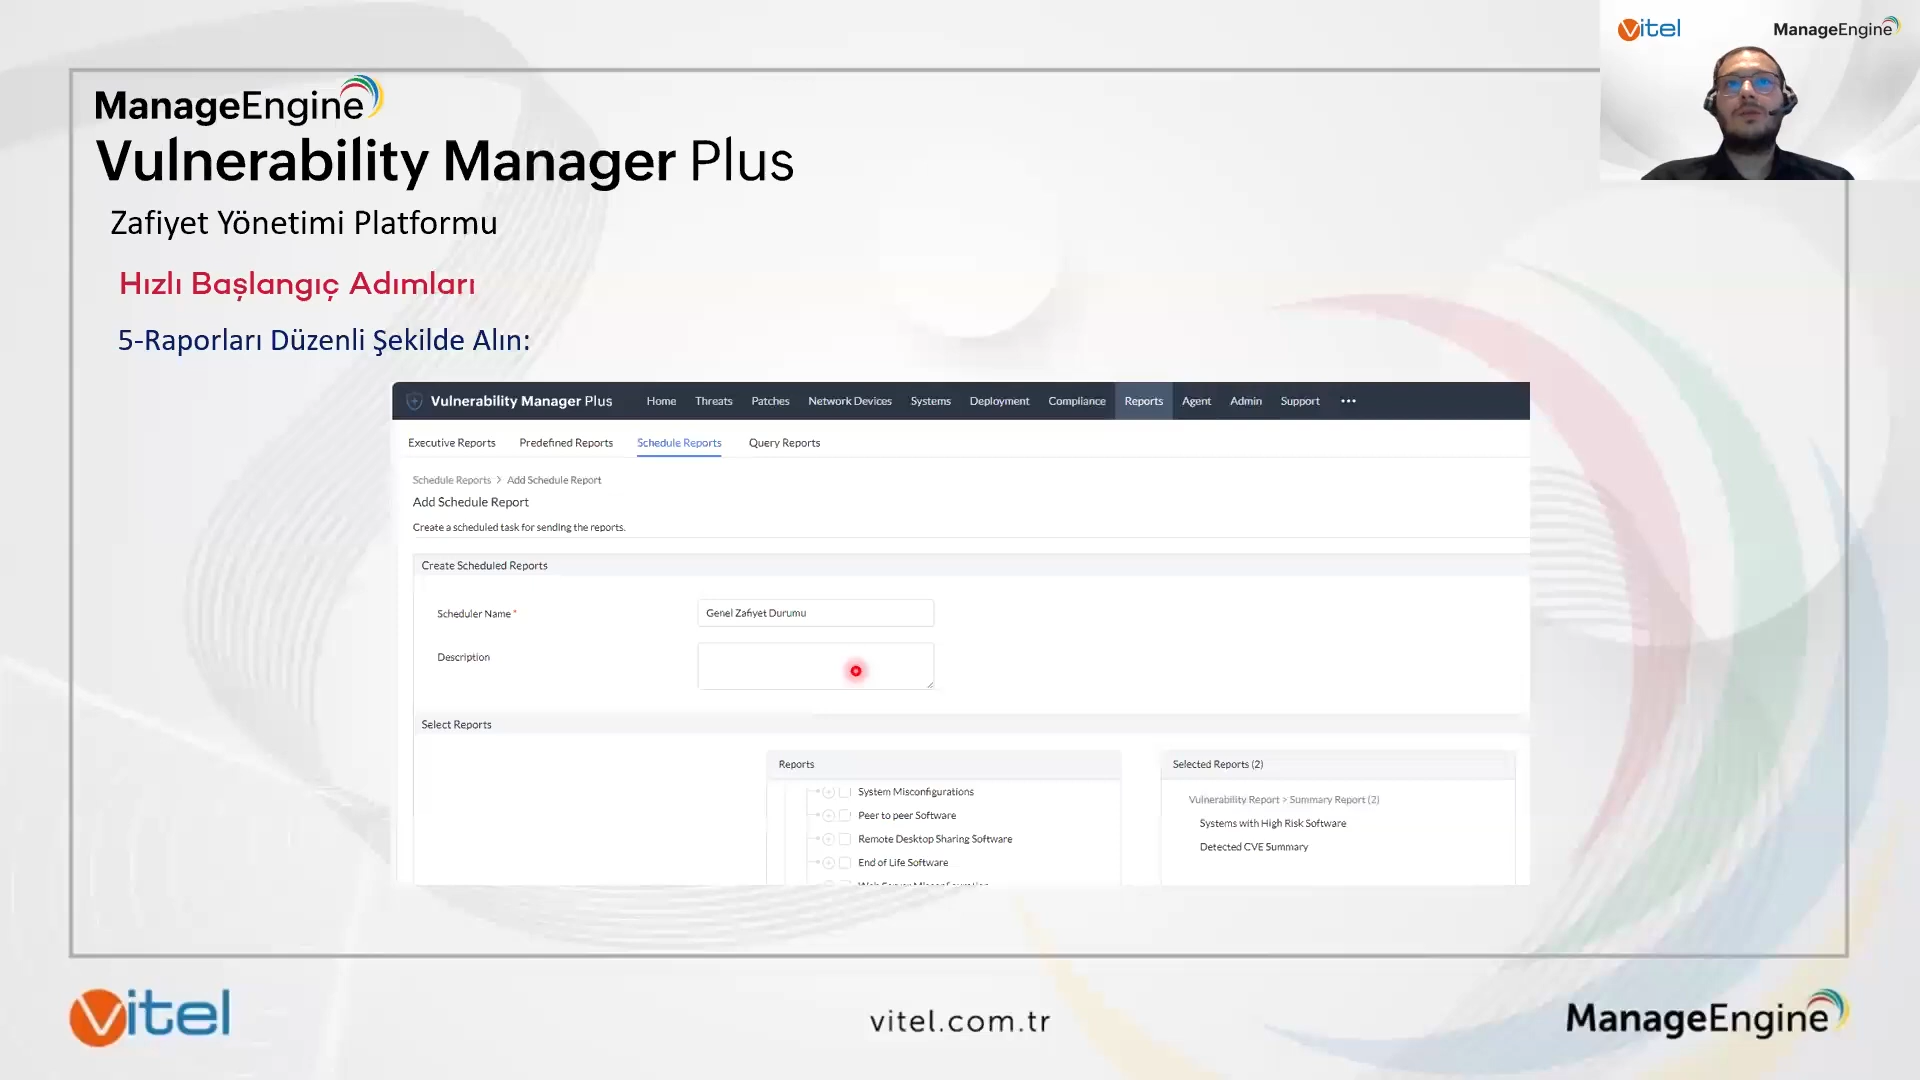 vitel
ManageEngine
ManageEngine
Vulnerability Manager Plus
Zafiyet Yönetimi Platformu
Hızlı Başlangıç Adımları
5-Raporları Düzenli Şekilde Alın:
Vulnerability Manager Plus Home Threats Patches Network Devices Systems Deployment Compliance Reports Agent Admin Support •••
Executive Reports Predefined Reports Schedule Reports Query Reports
Schedule Reports > Add Schedule Report
Add Schedule Report
Create a scheduled task for sending the reports.
Create Scheduled Reports
Scheduler Name * Genel Zafiyet Durumu
Description
Select Reports
Reports
System Misconfigurations
Peer to peer Software
Remote Desktop Sharing Software
End of Life Software
Web Server Misconfiguration
Selected Reports (2)
Vulnerability Report > Summary Report (2)
Systems with High Risk Software
Detected CVE Summary
vitel
vitel.com.tr
ManageEngine